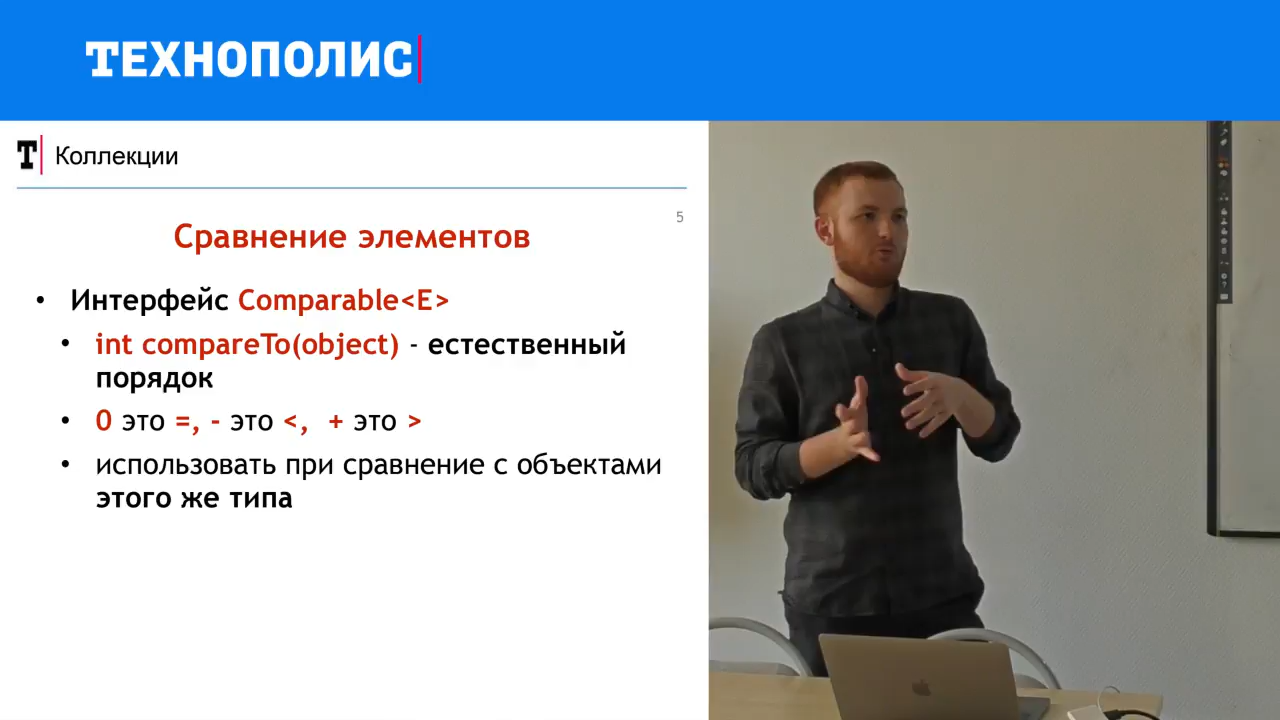 ТЕХНОПОЛИС
Т Коллекции
5
Сравнение элементов
• Интерфейс Comparable<E>
• int compareTo(object) - естественный
порядок
• 0 это =, - это <, + это >
• использовать при сравнение с объектами
этого же типа